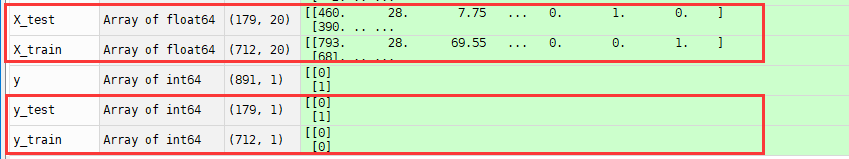 X_test Array of float64 (179, 20) [[460. 28. 7.75 ... 0. 1. 0. ]
[390. .. ...
X_train Array of float64 (712, 20) [[793. 28. 69.55 ... 0. 0. 1. ]
[681. .. ...
y Array of int64 (891, 1) [[0]
[1]
y_test Array of int64 (179, 1) [[0]
[1]
y_train Array of int64 (712, 1) [[0]
[0]